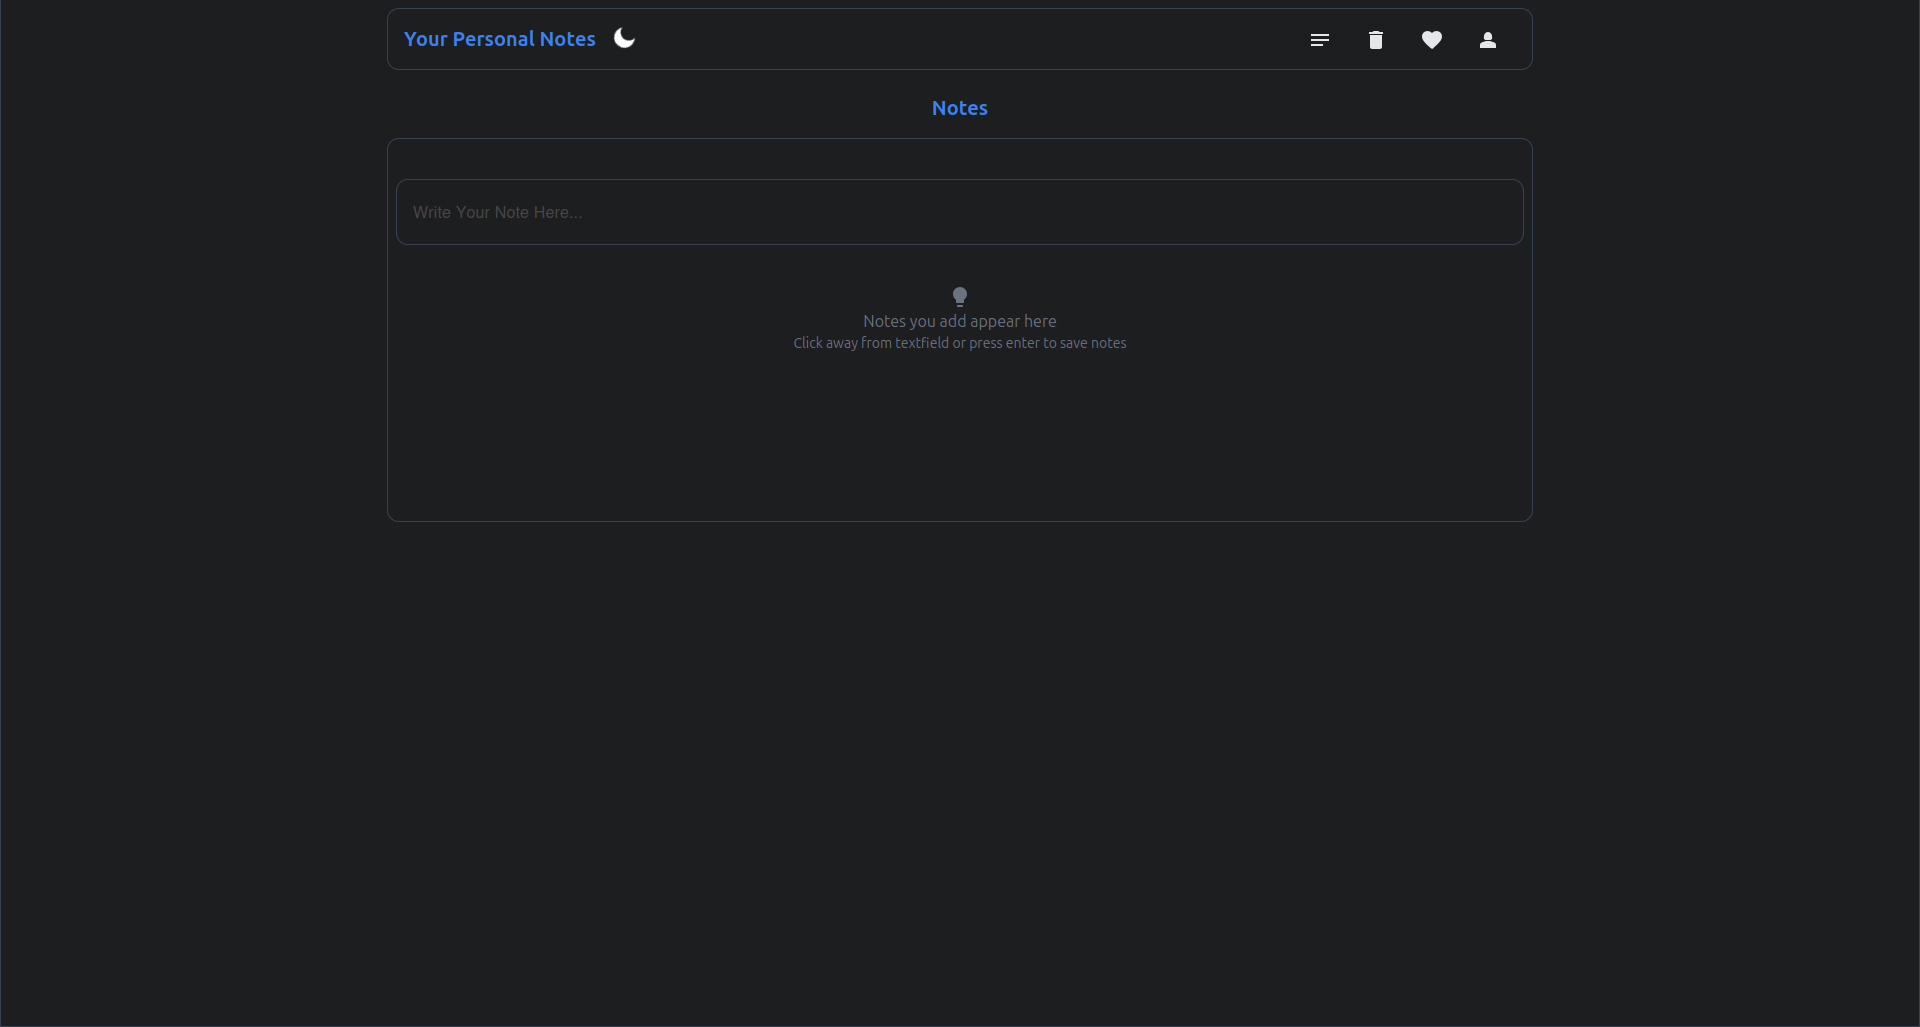 Your Personal Notes
Notes
Write Your Note Here...
Notes you add appear here
Click away from textfield or press enter to save notes